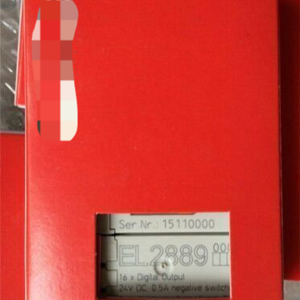 Ser.Nr.: 15110000
EL2889
16 x Digital Output
24V DC, 0.5A negative switch